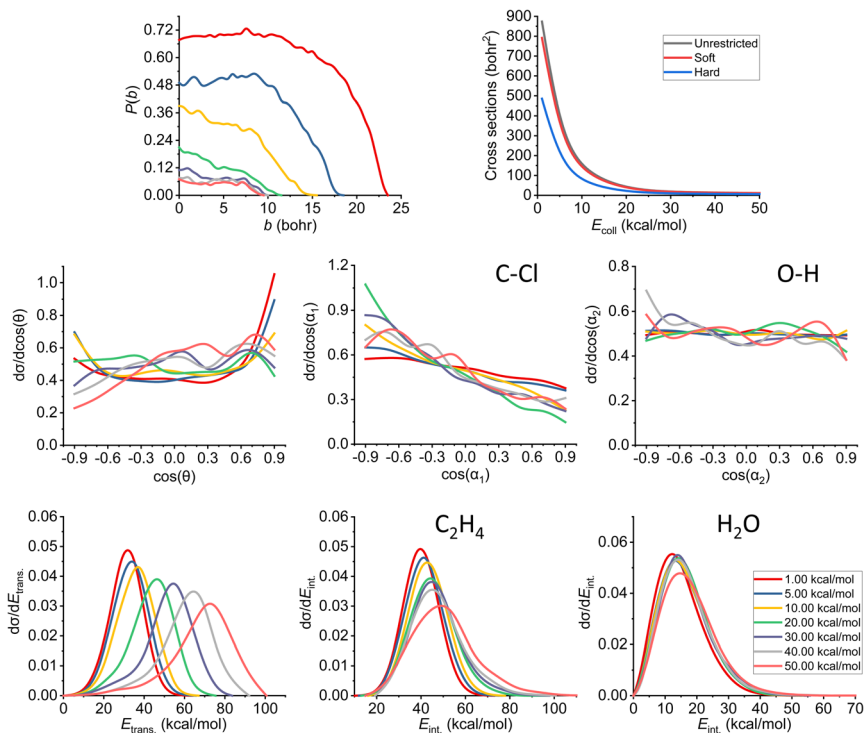 0.72
0.60
0.48
0.36
0.24
0.12
0.00
P(b)
0 5 10 15 20 25
b (bohr)
900
800
700
600
500
400
300
200
100
0
Cross sections (bohr²)
Unrestricted
Soft
Hard
0 10 20 30 40 50
E_coll (kcal/mol)
1.0
0.8
0.6
0.4
0.2
0.0
dσ/dcos(θ)
-0.9 -0.6 -0.3 0.0 0.3 0.6 0.9
cos(θ)
C-Cl
1.2
0.9
0.6
0.3
0.0
dσ/dcos(α₁)
-0.9 -0.6 -0.3 0.0 0.3 0.6 0.9
cos(α₁)
O-H
0.8
0.6
0.4
0.2
0.0
dσ/dcos(α₂)
-0.9 -0.6 -0.3 0.0 0.3 0.6 0.9
cos(α₂)
0.06
0.05
0.04
0.03
0.02
0.01
0.00
dσ/dE_trans.
0 20 40 60 80 100
E_trans. (kcal/mol)
C₂H₄
0.06
0.05
0.04
0.03
0.02
0.01
0.00
dσ/dE_int.
20 40 60 80 100
E_int. (kcal/mol)
H₂O
0.06
0.04
0.02
0.00
dσ/dE_int.
0 10 20 30 40 50 60 70
E_int. (kcal/mol)
1.00 kcal/mol
5.00 kcal/mol
10.00 kcal/mol
20.00 kcal/mol
30.00 kcal/mol
40.00 kcal/mol
50.00 kcal/mol